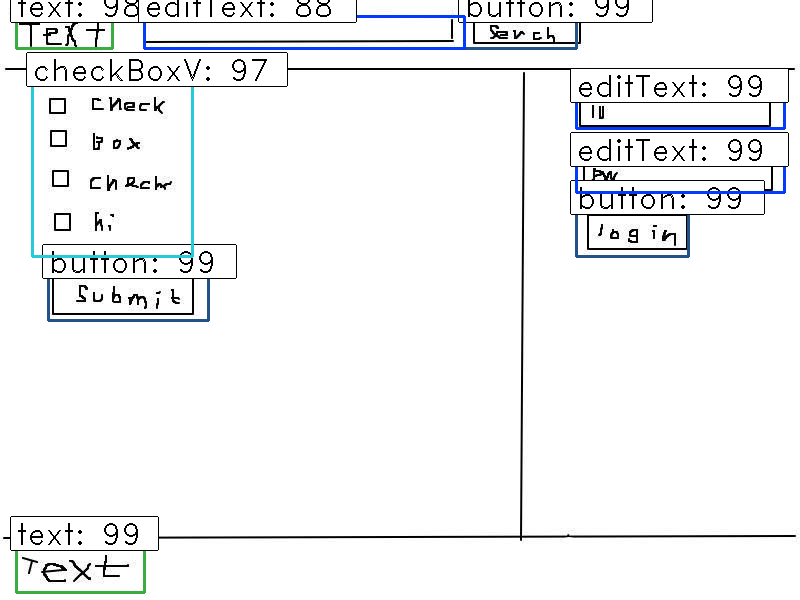 text: 98 editText: 88 button: 99
Text Serch
checkBoxV: 97
check
box
check
hi
button: 99
Submit
editText: 99
ID
editText: 99
PW
button: 99
login
text: 99
Text